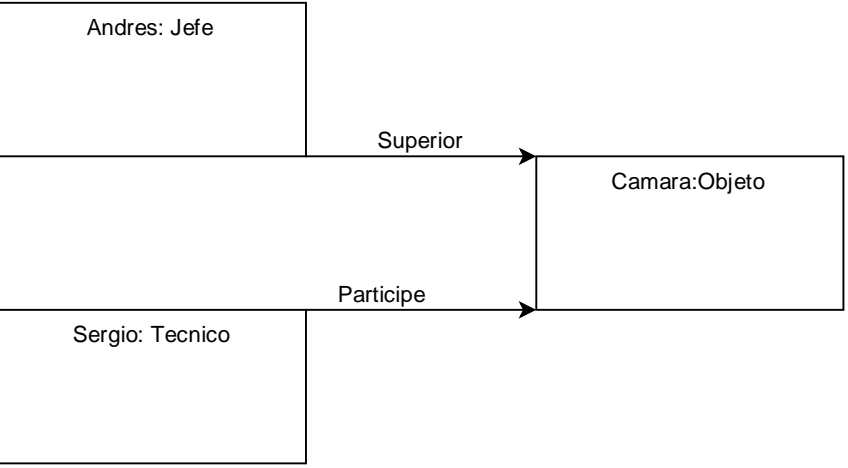 Andres: Jefe
Superior
Camara:Objeto
Participe
Sergio: Tecnico